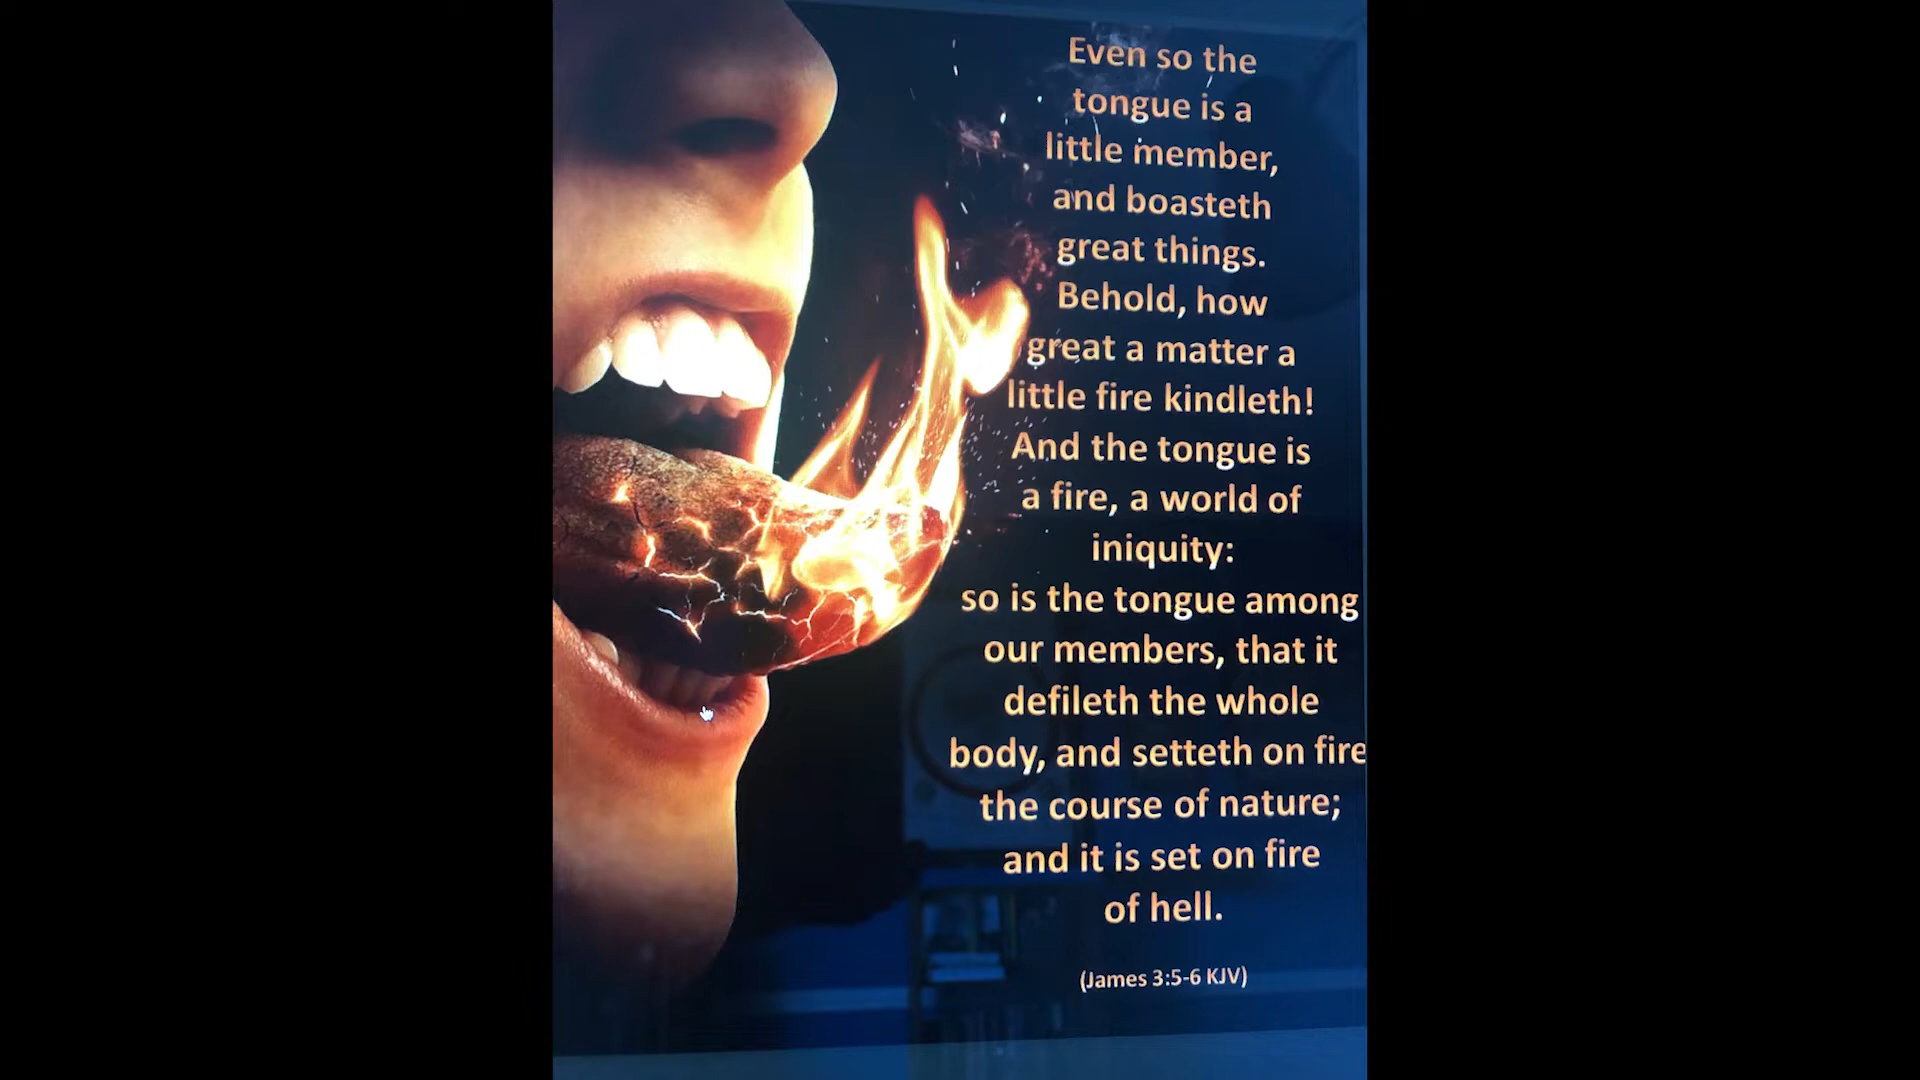 Even so the
tongue is a
little member,
and boasteth
great things.
Behold, how
great a matter a
little fire kindleth!
And the tongue is
a fire, a world of
iniquity:
so is the tongue among
our members, that it
defileth the whole
body, and setteth on fire
the course of nature;
and it is set on fire
of hell.
(James 3:5-6 KJV)